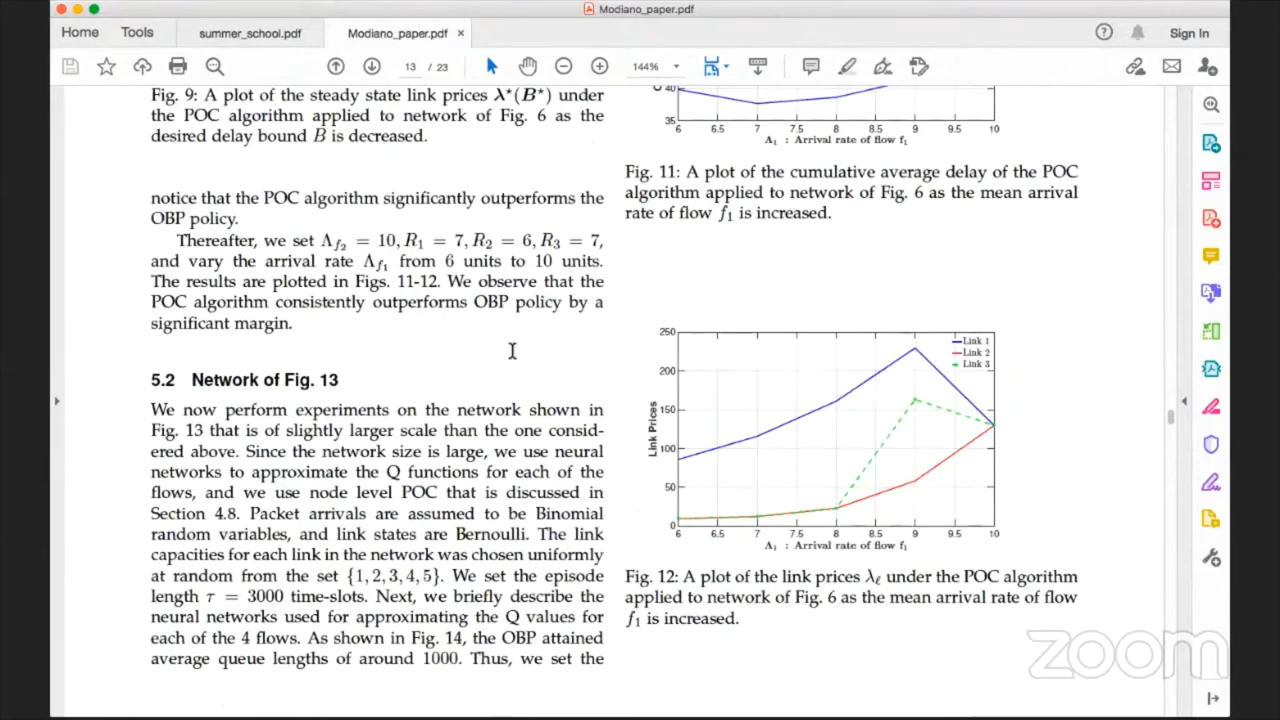 Modiano_paper.pdf
Home
Tools
summer_school.pdf
Modiano_paper.pdf ×
Sign In
13 / 23
144%
Fig. 9: A plot of the steady state link prices λ⋆(B⋆) under
the POC algorithm applied to network of Fig. 6 as the
desired delay bound B is decreased.
notice that the POC algorithm significantly outperforms the
OBP policy.
Thereafter, we set Λf2 = 10, R1 = 7, R2 = 6, R3 = 7,
and vary the arrival rate Λf1 from 6 units to 10 units.
The results are plotted in Figs. 11-12. We observe that the
POC algorithm consistently outperforms OBP policy by a
significant margin.
5.2 Network of Fig. 13
We now perform experiments on the network shown in
Fig. 13 that is of slightly larger scale than the one consid-
ered above. Since the network size is large, we use neural
networks to approximate the Q functions for each of the
flows, and we use node level POC that is discussed in
Section 4.8. Packet arrivals are assumed to be Binomial
random variables, and link states are Bernoulli. The link
capacities for each link in the network was chosen uniformly
at random from the set {1, 2, 3, 4, 5}. We set the episode
length τ = 3000 time-slots. Next, we briefly describe the
neural networks used for approximating the Q values for
each of the 4 flows. As shown in Fig. 14, the OBP attained
average queue lengths of around 1000. Thus, we set the
40
35
6 6.5 7 7.5 8 8.5 9 9.5 10
Λ1 : Arrival rate of flow f1
Fig. 11: A plot of the cumulative average delay of the POC
algorithm applied to network of Fig. 6 as the mean arrival
rate of flow f1 is increased.
250
200
150
100
50
0
Link Prices
Link 1
Link 2
Link 3
6 6.5 7 7.5 8 8.5 9 9.5 10
Λ1 : Arrival rate of flow f1
Fig. 12: A plot of the link prices λℓ under the POC algorithm
applied to network of Fig. 6 as the mean arrival rate of flow
f1 is increased.
zoom